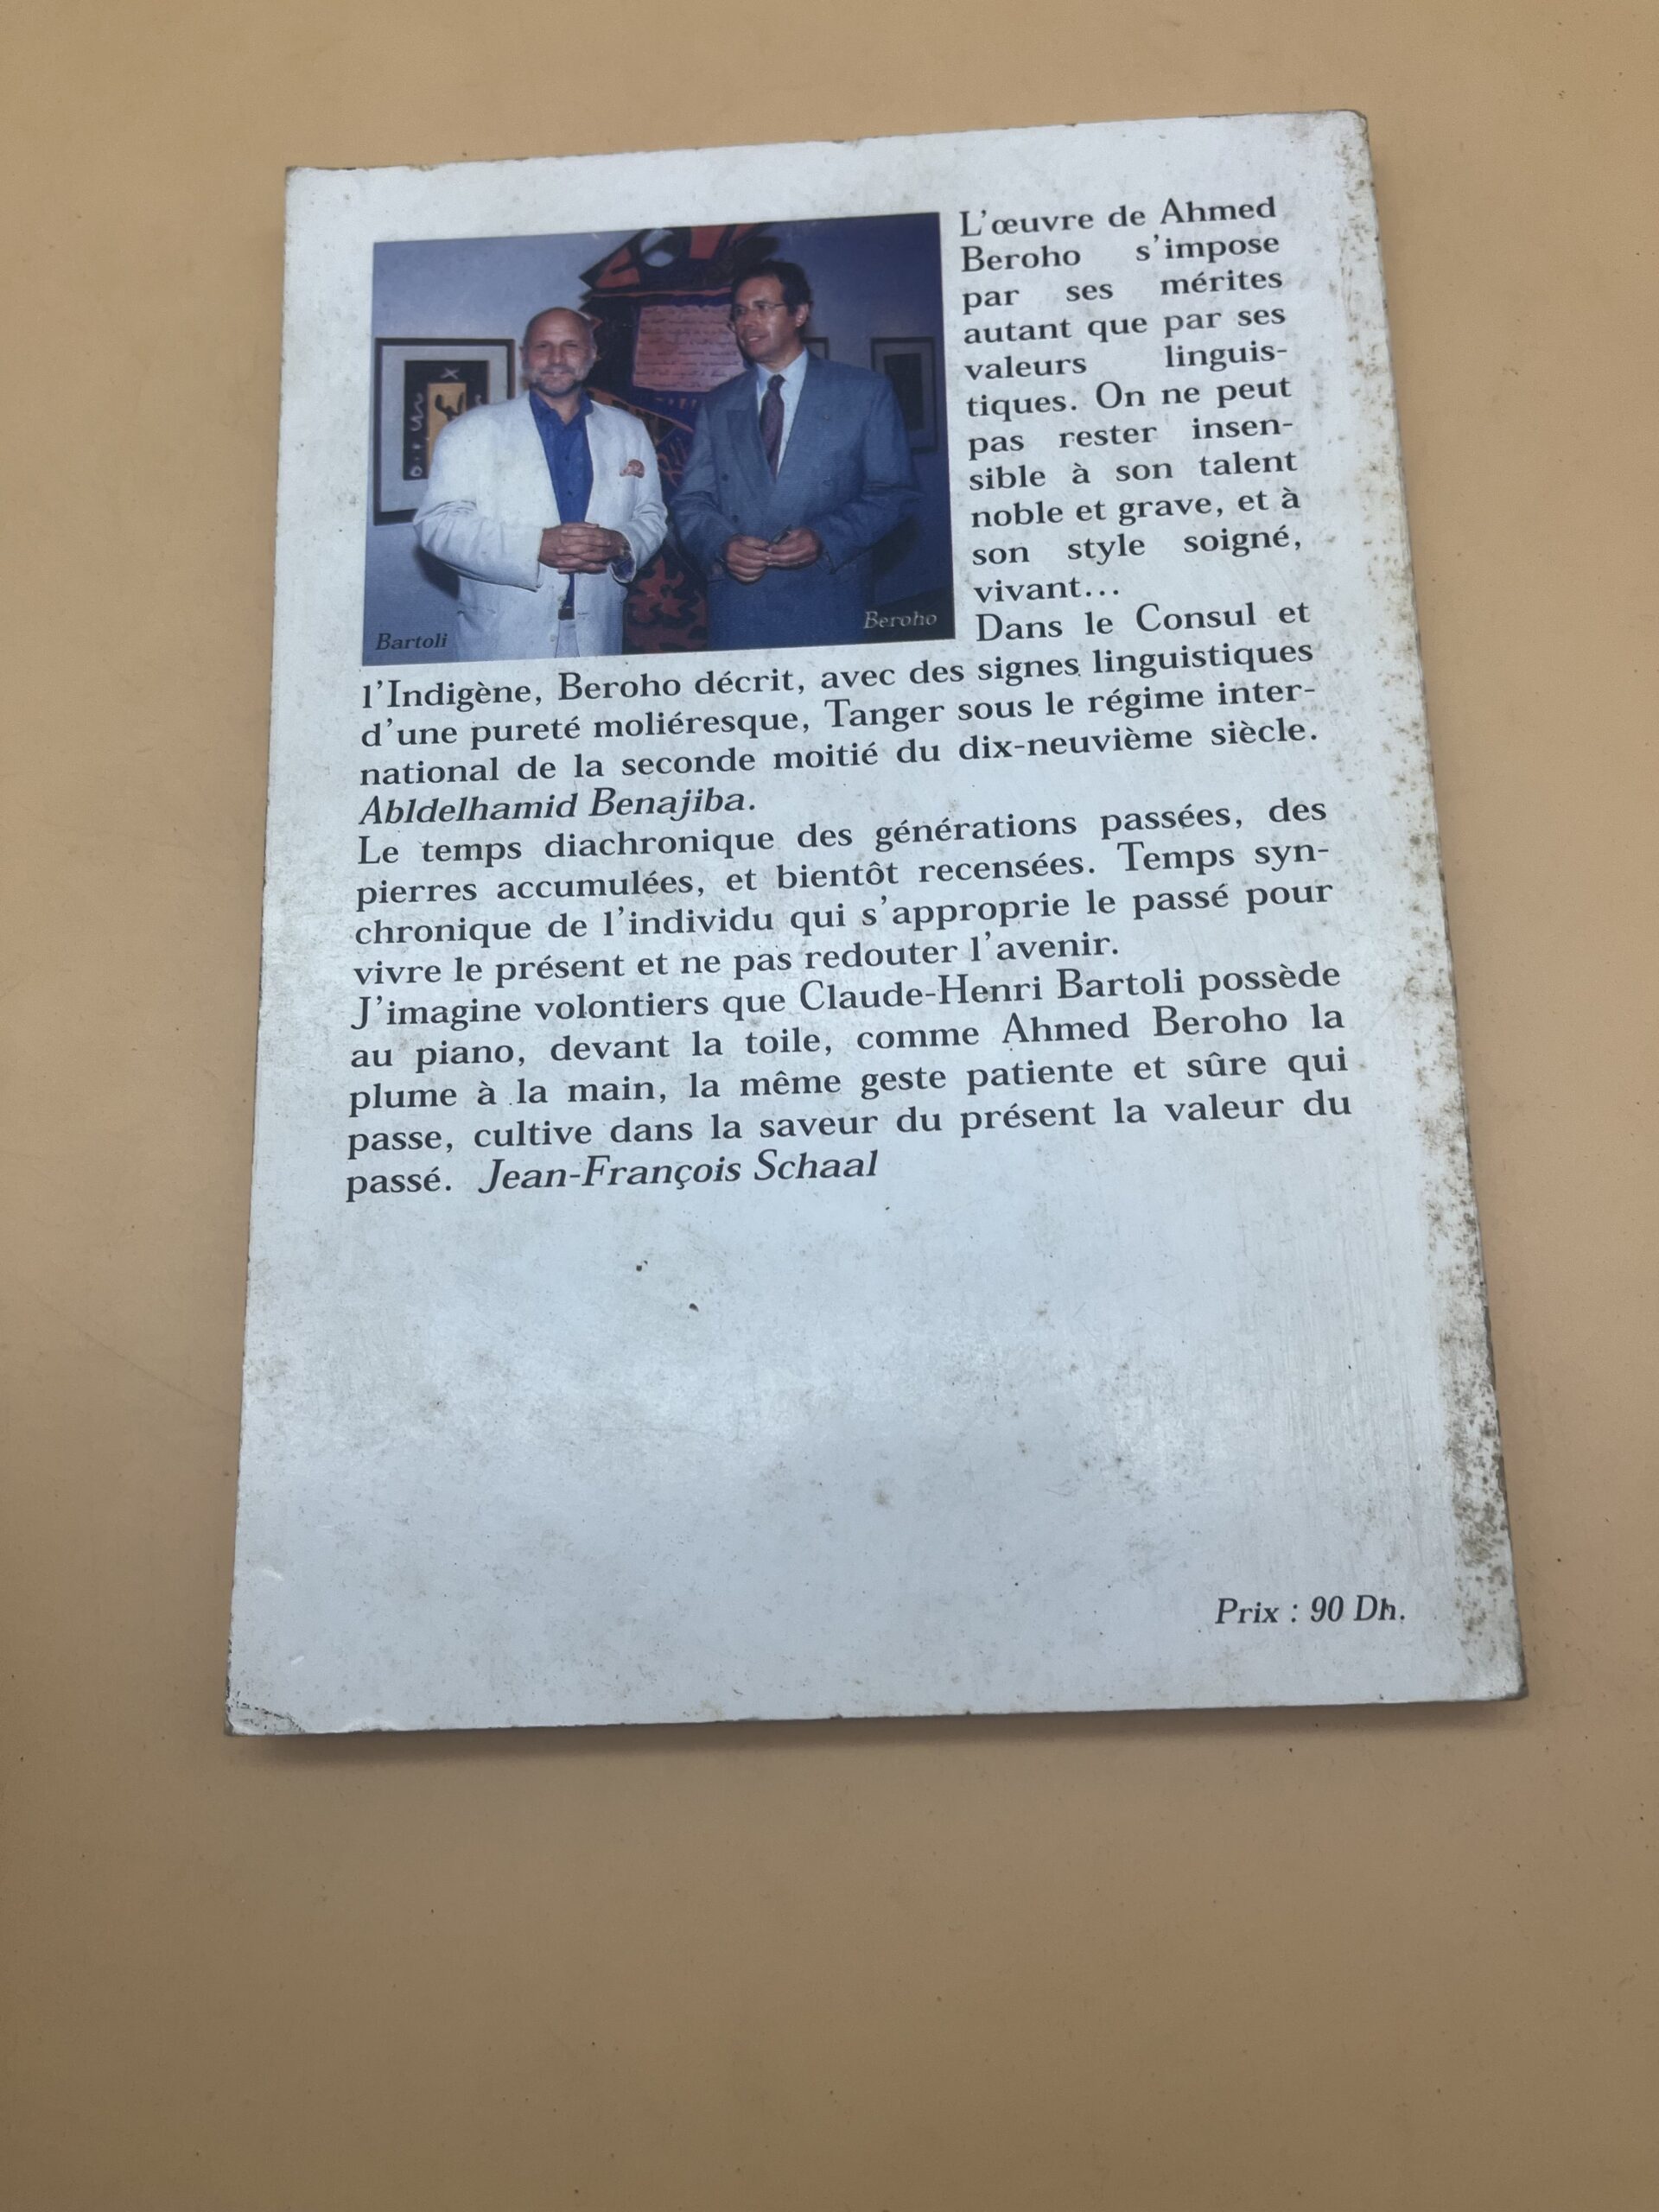 L'œuvre de Ahmed
Beroho s'impose
par ses mérites
autant que par ses
valeurs linguis-
tiques. On ne peut
pas rester insen-
sible à son talent
noble et grave, et à
son style soigné,
vivant...
Bartoli
Beroho
Dans le Consul et
l'Indigène, Beroho décrit, avec des signes linguistiques
d'une pureté moliéresque, Tanger sous le régime inter-
national de la seconde moitié du dix-neuvième siècle.
Abldelhamid Benajiba.
Le temps diachronique des générations passées, des
pierres accumulées, et bientôt recensées. Temps syn-
chronique de l'individu qui s'approprie le passé pour
vivre le présent et ne pas redouter l'avenir.
J'imagine volontiers que Claude-Henri Bartoli possède
au piano, devant la toile, comme Ahmed Beroho la
plume à la main, la même geste patiente et sûre qui
passe, cultive dans la saveur du présent la valeur du
passé. Jean-François Schaal
Prix : 90 Dh.